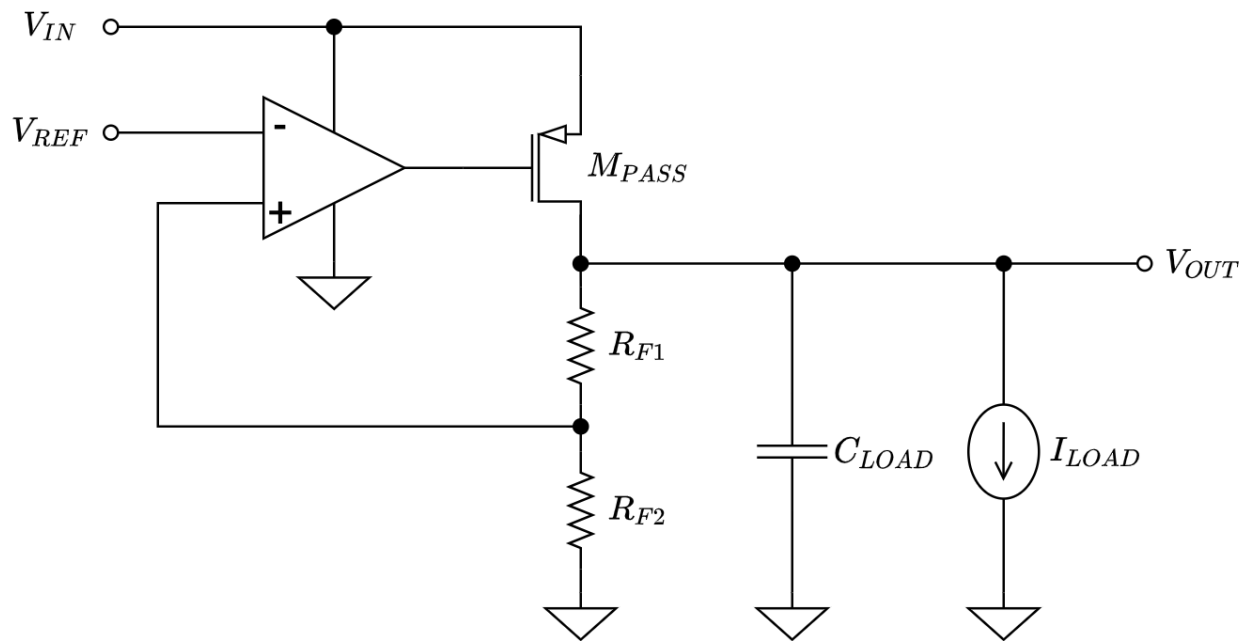 V_IN
V_REF
-
+
M_PASS
V_OUT
R_F1
C_LOAD
I_LOAD
R_F2